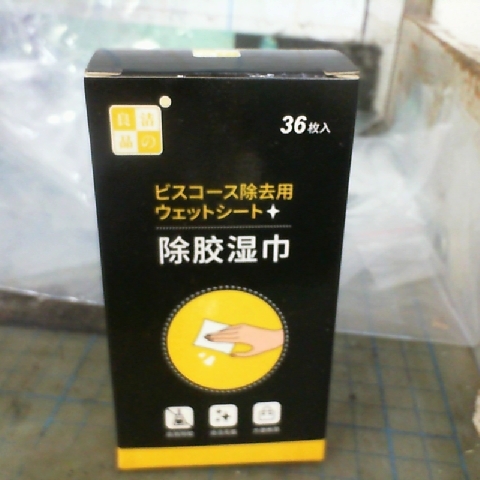 良 洁
品 の
36枚入
ビスコース除去用
ウェットシート
除胶湿巾